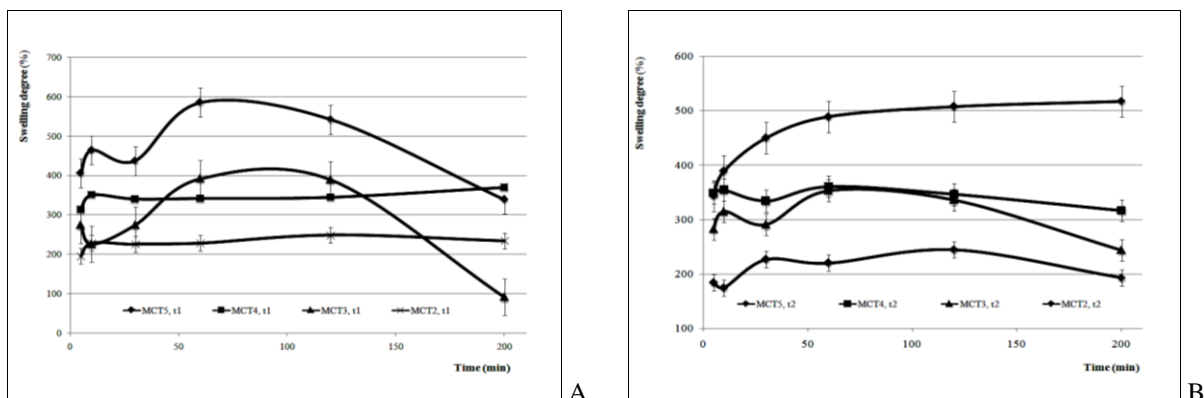 Swelling degree (%)
700
600
500
400
300
200
100
0
0 50 100 150 200
Time (min)
MCT5, t1 MCT4, t1 MCT3, t1 MCT2, t1
A
Swelling degree (%)
600
500
400
300
200
100
0 50 100 150 200
Time (min)
MCT5, t2 MCT4, t2 MCT3, t2 MCT2, t2
B